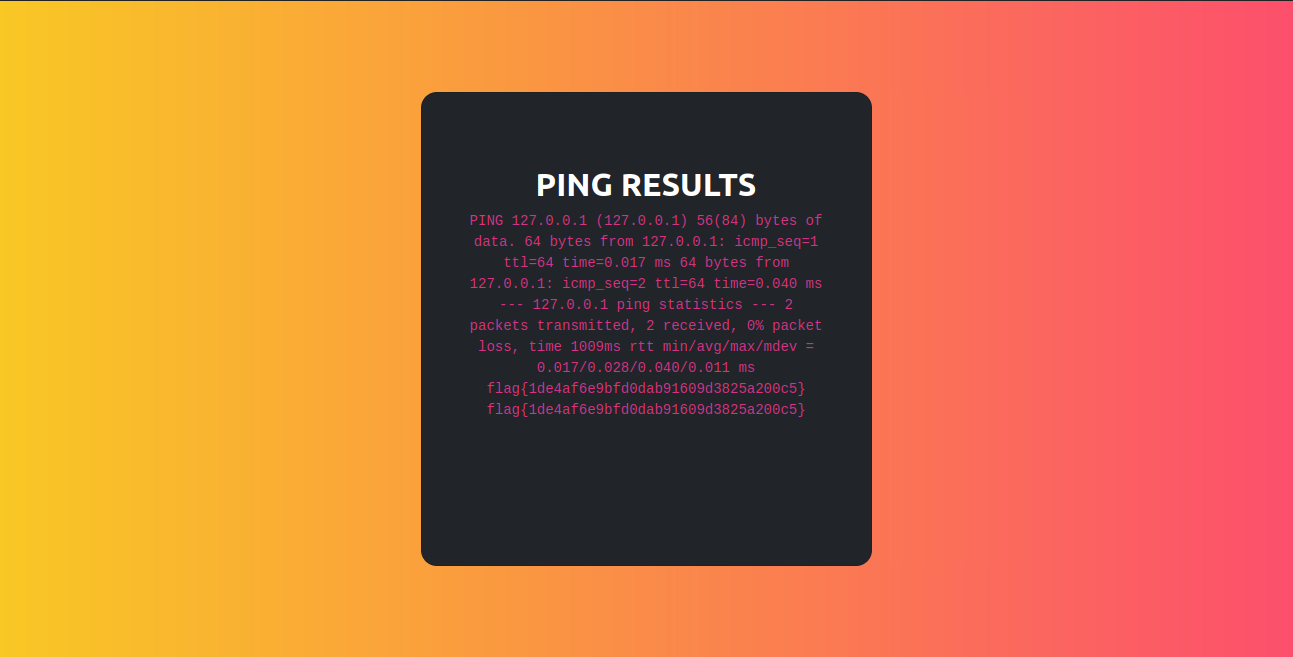 PING RESULTS
PING 127.0.0.1 (127.0.0.1) 56(84) bytes of
data. 64 bytes from 127.0.0.1: icmp_seq=1
ttl=64 time=0.017 ms 64 bytes from
127.0.0.1: icmp_seq=2 ttl=64 time=0.040 ms
--- 127.0.0.1 ping statistics --- 2
packets transmitted, 2 received, 0% packet
loss, time 1009ms rtt min/avg/max/mdev =
0.017/0.028/0.040/0.011 ms
flag{1de4af6e9bfd0dab91609d3825a200c5}
flag{1de4af6e9bfd0dab91609d3825a200c5}